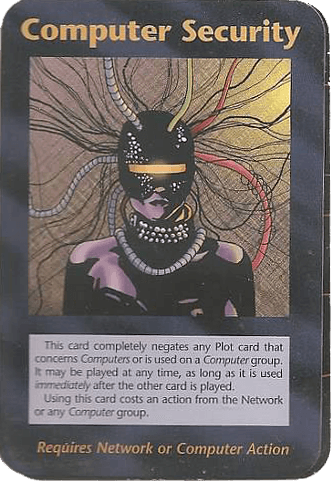 Computer Security
This card completely negates any Plot card that
concerns Computers or is used on a Computer group.
It may be played at any time, as long as it is used
immediately after the other card is played.
Using this card costs an action from the Network
or any Computer group.
Requires Network or Computer Action